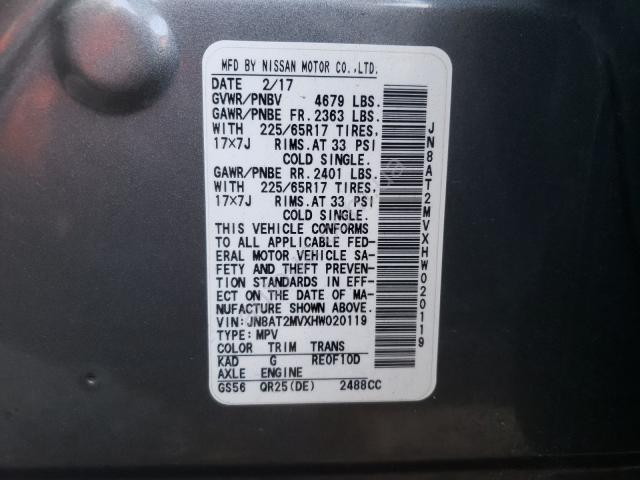 MFD BY NISSAN MOTOR CO.,LTD.
DATE 2/17
GVWR/PNBV 4679 LBS.
GAWR/PNBE FR. 2363 LBS.
WITH 225/65R17 TIRES,
17×7J RIMS.AT 33 PSI
COLD SINGLE.
GAWR/PNBE RR. 2401 LBS.
WITH 225/65R17 TIRES,
17×7J RIMS.AT 33 PSI
COLD SINGLE.
THIS VEHICLE CONFORMS
TO ALL APPLICABLE FED-
ERAL MOTOR VEHICLE SA-
FETY AND THEFT PREVEN-
TION STANDARDS IN EFF-
ECT ON THE DATE OF MA-
NUFACTURE SHOWN ABOVE.
VIN: JN8AT2MVXHW020119
TYPE: MPV
COLOR TRIM TRANS
KAD G RE0F10D
AXLE ENGINE
GS56 QR25(DE) 2488CC
JN8AT2MVXHW020119